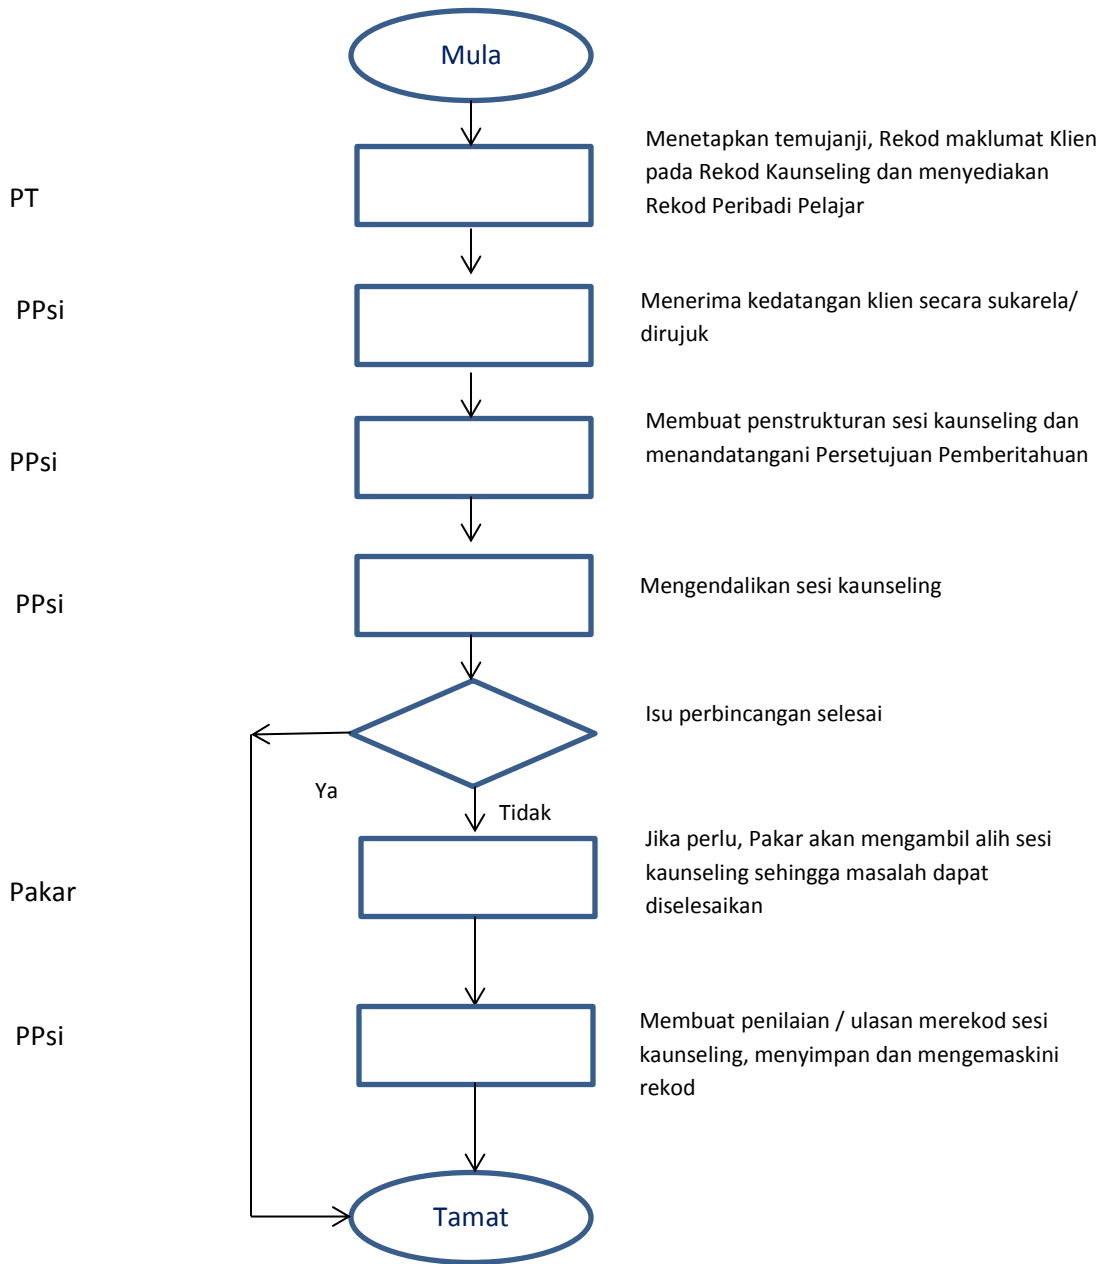 Mula
Menetapkan temujanji, Rekod maklumat Klien
pada Rekod Kaunseling dan menyediakan
Rekod Peribadi Pelajar
PT
PPsi
Menerima kedatangan klien secara sukarela/
dirujuk
Membuat penstrukturan sesi kaunseling dan
menandatangani Persetujuan Pemberitahuan
PPsi
Mengendalikan sesi kaunseling
PPsi
Isu perbincangan selesai
Ya
Tidak
Jika perlu, Pakar akan mengambil alih sesi
kaunseling sehingga masalah dapat
diselesaikan
Pakar
PPsi
Membuat penilaian / ulasan merekod sesi
kaunseling, menyimpan dan mengemaskini
rekod
Tamat